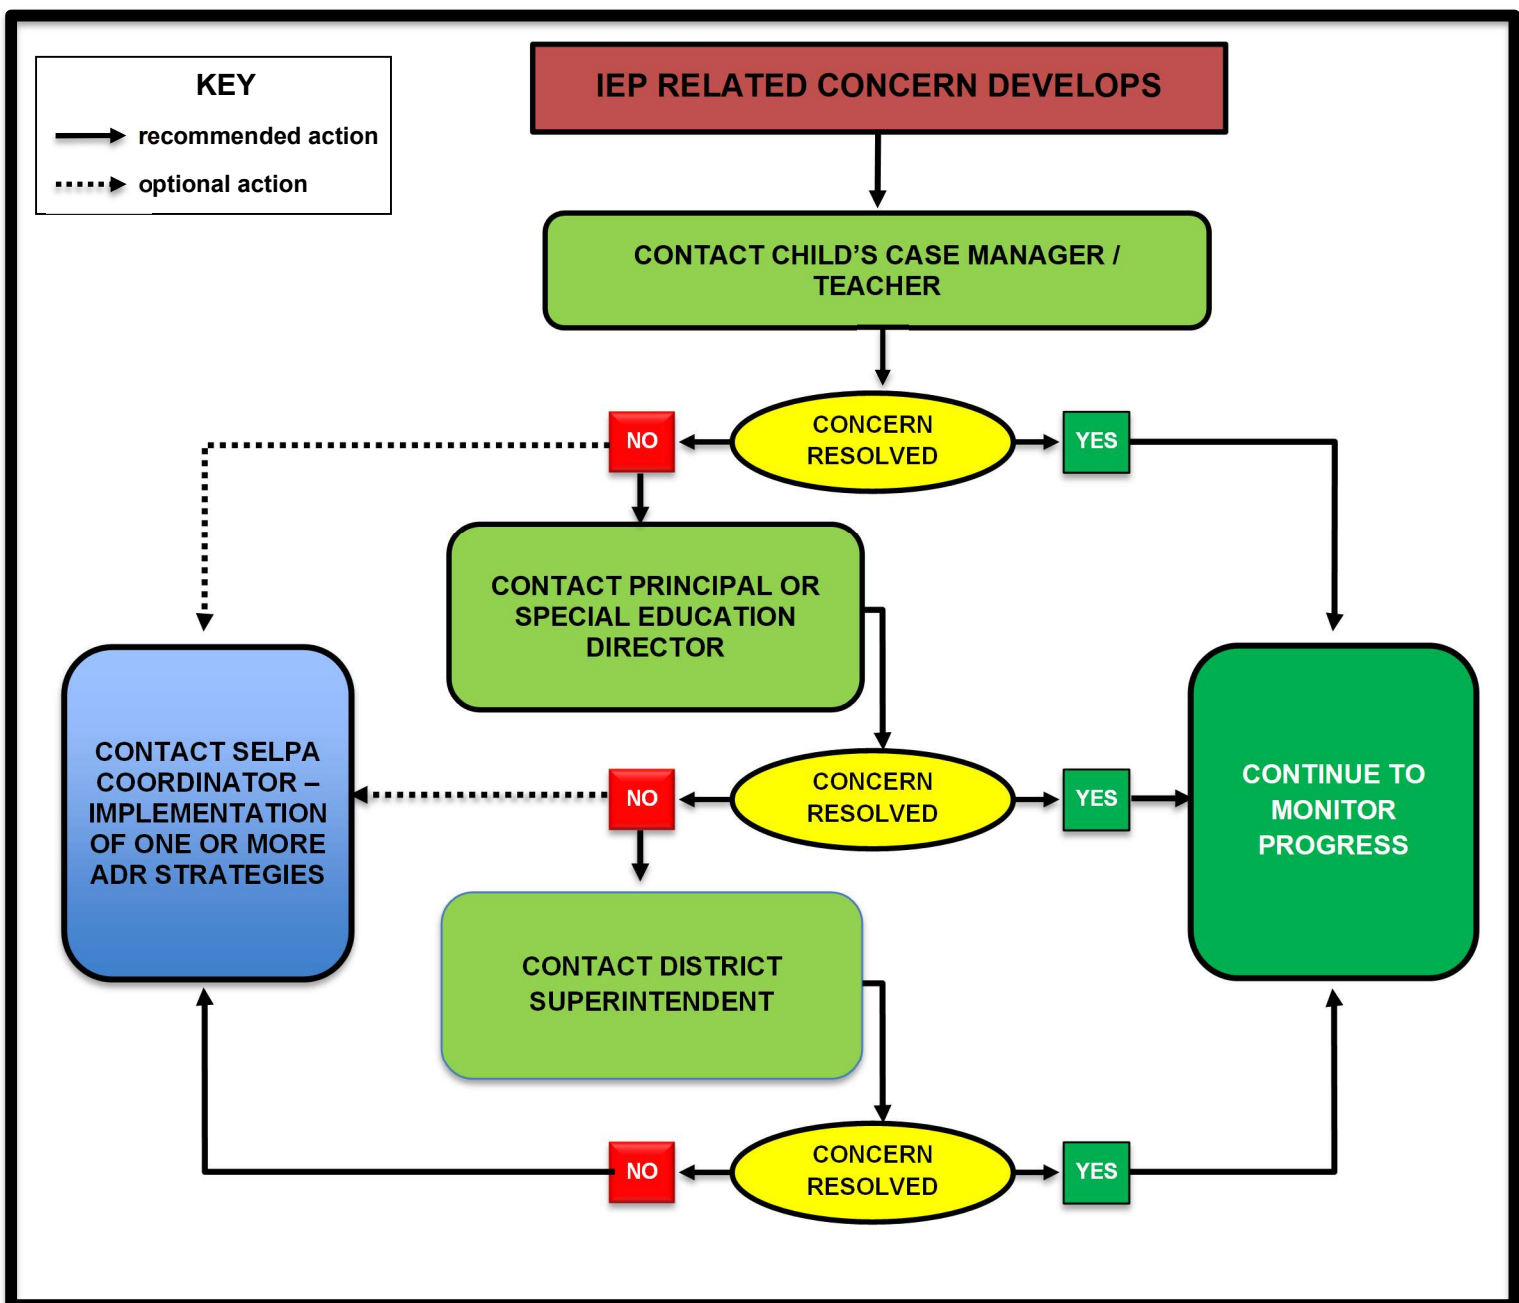 KEY
recommended action
optional action
IEP RELATED CONCERN DEVELOPS
CONTACT CHILD'S CASE MANAGER /
TEACHER
CONCERN
RESOLVED
NO
YES
CONTACT PRINCIPAL OR
SPECIAL EDUCATION
DIRECTOR
CONTACT SELPA
COORDINATOR –
IMPLEMENTATION
OF ONE OR MORE
ADR STRATEGIES
NO
CONCERN
RESOLVED
YES
CONTINUE TO
MONITOR
PROGRESS
CONTACT DISTRICT
SUPERINTENDENT
NO
CONCERN
RESOLVED
YES